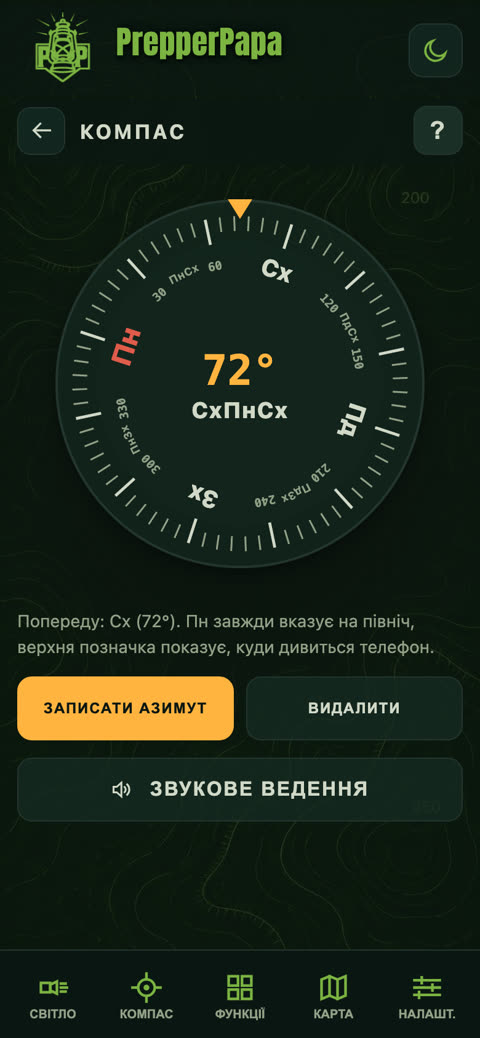 PrepperPapa
КОМПАС
?
200
60
ПнСх
30
Сх
120 ПдСх 150
Пн
72°
СхПнСх
Пд
330
ПнЗх
300
Зх
210
ПдЗх
240
Попереду: Сх (72°). Пн завжди вказує на північ,
верхня позначка показує, куди дивиться телефон.
ЗАПИСАТИ АЗИМУТ
ВИДАЛИТИ
ЗВУКОВЕ ВЕДЕННЯ
СВІТЛО
КОМПАС
ФУНКЦІЇ
КАРТА
НАЛАШТ.